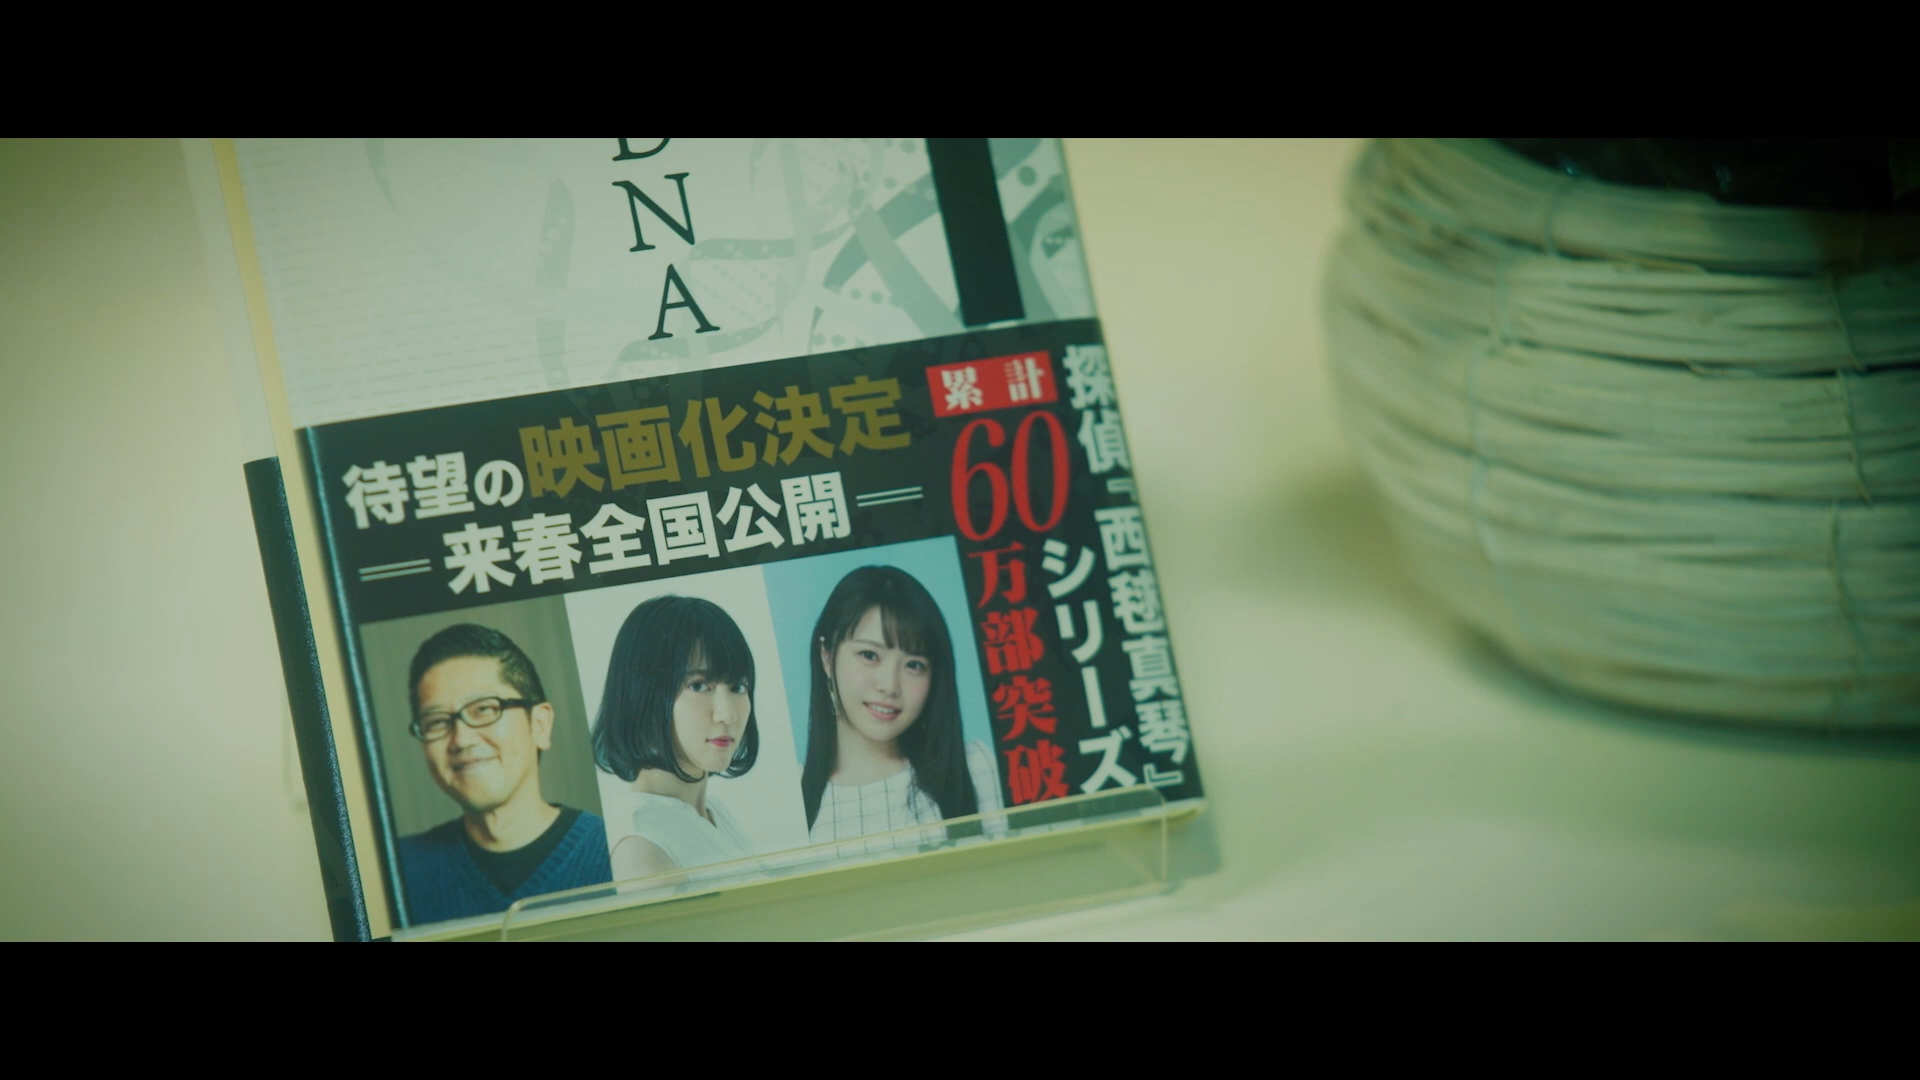 DNA
待望の映画化決定
来春全国公開
累計
60万部突破
探偵『西毬真琴』
シリーズ